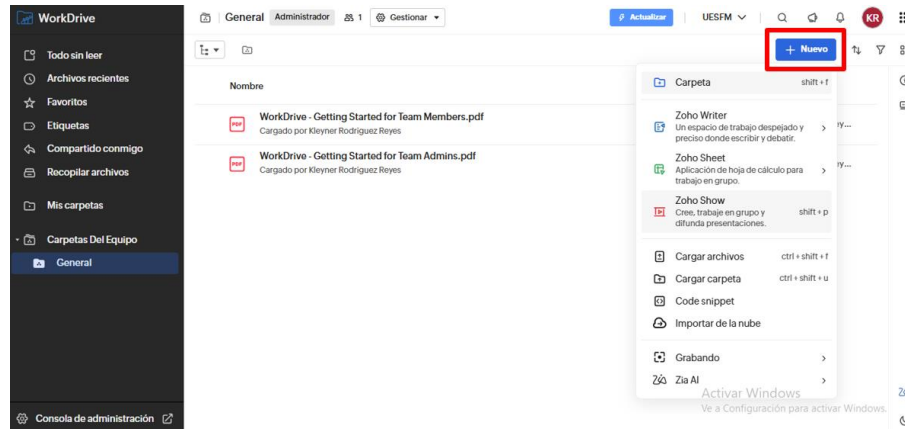 WorkDrive
General Administrador 1 Gestionar
Actualizar
UESFM
KR
Nuevo
Todo sin leer
Archivos recientes
Favoritos
Etiquetas
Compartido conmigo
Recopilar archivos
Mis carpetas
Carpetas Del Equipo
General
Consola de administración
Nombre
PDF
WorkDrive - Getting Started for Team Members.pdf
Cargado por Kleyner Rodriguez Reyes
PDF
WorkDrive - Getting Started for Team Admins.pdf
Cargado por Kleyner Rodriguez Reyes
Carpeta shift + f
Zoho Writer
Un espacio de trabajo despejado y
preciso donde escribir y debatir.
Zoho Sheet
Aplicación de hoja de cálculo para
trabajo en grupo.
Zoho Show
Cree, trabaje en grupo y
difunda presentaciones.
shift + p
Cargar archivos ctrl + shift + f
Cargar carpeta ctrl + shift + u
Code snippet
Importar de la nube
Grabando
Zia AI
Activar Windows
Ve a Configuración para activar Windows.